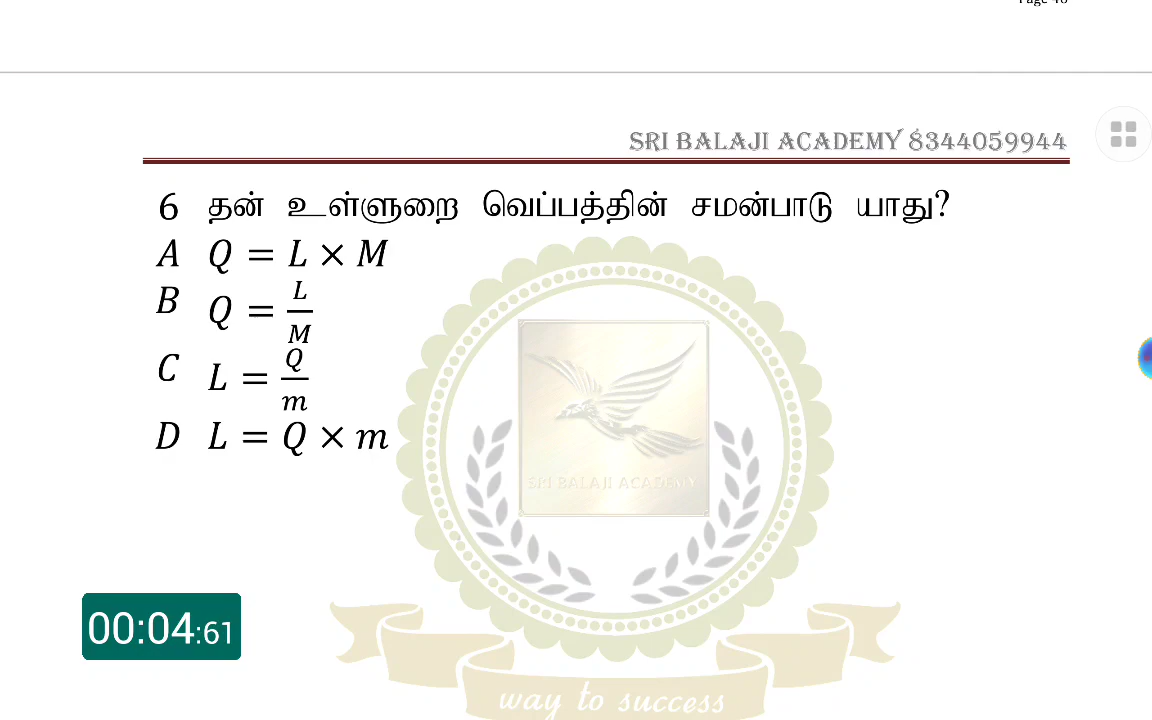 SRI BALAJI ACADEMY 8344059944
6 தன் உள்ளுறை வெப்பத்தின் சமன்பாடு யாது?
A Q = L × M
B Q = L/M
C L = Q/m
D L = Q × m
SRI BALAJI ACADEMY
00:04:61
way to success